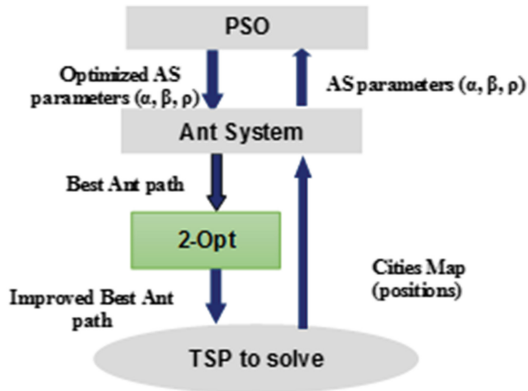 PSO
Optimized AS
parameters (α, β, ρ)
AS parameters (α, β, ρ)
Ant System
Best Ant path
2-Opt
Cities Map
(positions)
Improved Best Ant
path
TSP to solve